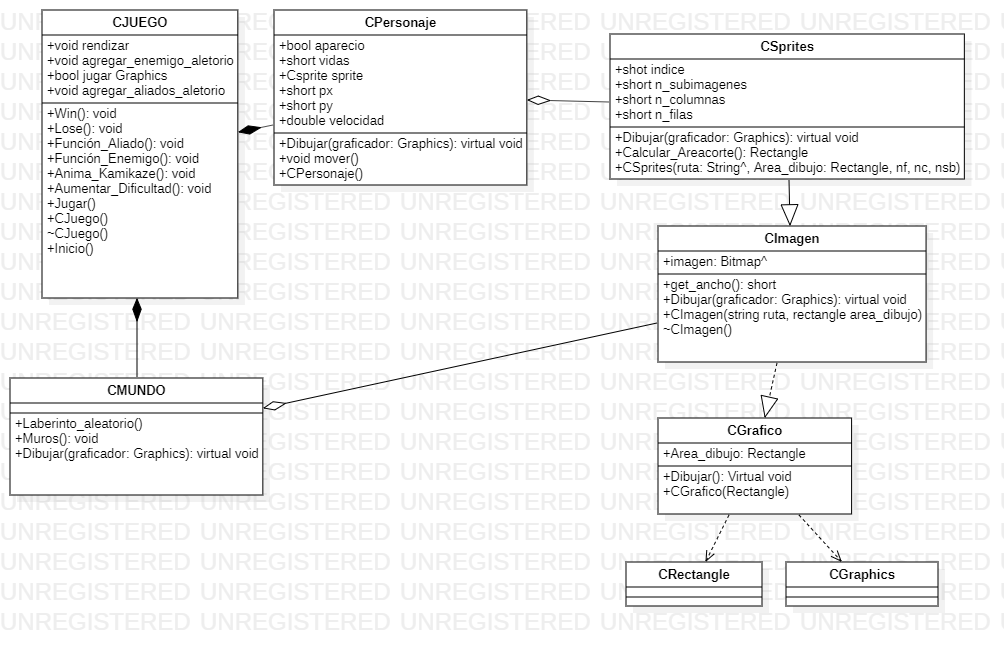 CJUEGO
+void rendizar
+void agregar_enemigo_aletorio
+bool jugar Graphics
+void agregar_aliados_aletorio
+Win(): void
+Lose(): void
+Función_Aliado(): void
+Función_Enemigo(): void
+Anima_Kamikaze(): void
+Aumentar_Dificultad(): void
+Jugar()
+CJuego()
~CJuego()
+Inicio()
CPersonaje
+bool aparecio
+short vidas
+Csprite sprite
+short px
+short py
+double velocidad
+Dibujar(graficador: Graphics): virtual void
+void mover()
+CPersonaje()
CSprites
+shot indice
+short n_subimagenes
+short n_columnas
+short n_filas
+Dibujar(graficador: Graphics): virtual void
+Calcular_Areacorte(): Rectangle
+CSprites(ruta: String^, Area_dibujo: Rectangle, nf, nc, nsb)
CImagen
+imagen: Bitmap^
+get_ancho(): short
+Dibujar(graficador: Graphics): virtual void
+CImagen(string ruta, rectangle area_dibujo)
~CImagen()
CMUNDO
+Laberinto_aleatorio()
+Muros(): void
+Dibujar(graficador: Graphics): virtual void
CGrafico
+Area_dibujo: Rectangle
+Dibujar(): Virtual void
+CGrafico(Rectangle)
CRectangle
CGraphics
UNREGISTERED